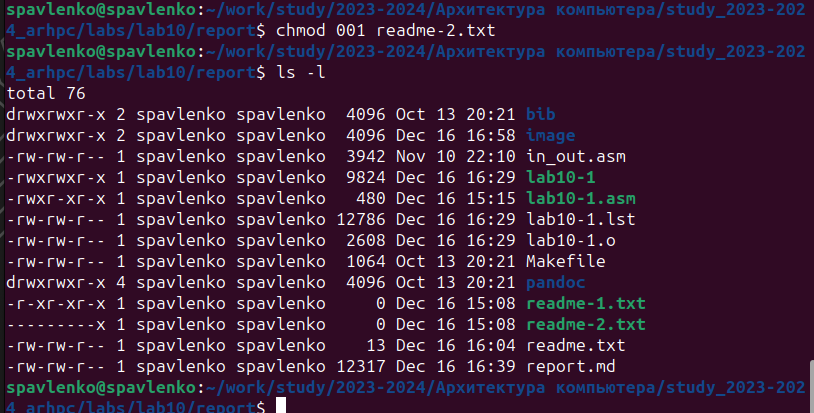 spavlenko@spavlenko:~/work/study/2023-2024/Архитектура компьютера/study_2023-202
4_arhpc/labs/lab10/report$ chmod 001 readme-2.txt
spavlenko@spavlenko:~/work/study/2023-2024/Архитектура компьютера/study_2023-202
4_arhpc/labs/lab10/report$ ls -l
total 76
drwxrwxr-x 2 spavlenko spavlenko  4096 Oct 13 20:21 bib
drwxrwxr-x 2 spavlenko spavlenko  4096 Dec 16 16:58 image
-rw-rw-r-- 1 spavlenko spavlenko  3942 Nov 10 22:10 in_out.asm
-rwxrwxr-x 1 spavlenko spavlenko  9824 Dec 16 16:29 lab10-1
-rwxr-xr-x 1 spavlenko spavlenko   480 Dec 16 15:15 lab10-1.asm
-rw-rw-r-- 1 spavlenko spavlenko 12786 Dec 16 16:29 lab10-1.lst
-rw-rw-r-- 1 spavlenko spavlenko  2608 Dec 16 16:29 lab10-1.o
-rw-rw-r-- 1 spavlenko spavlenko  1064 Oct 13 20:21 Makefile
drwxrwxr-x 4 spavlenko spavlenko  4096 Oct 13 20:21 pandoc
-r-xr-xr-x 1 spavlenko spavlenko     0 Dec 16 15:08 readme-1.txt
---------x 1 spavlenko spavlenko     0 Dec 16 15:08 readme-2.txt
-rw-rw-r-- 1 spavlenko spavlenko    13 Dec 16 16:04 readme.txt
-rw-rw-r-- 1 spavlenko spavlenko 12317 Dec 16 16:39 report.md
spavlenko@spavlenko:~/work/study/2023-2024/Архитектура компьютера/study_2023-202
4_arhpc/labs/lab10/report$